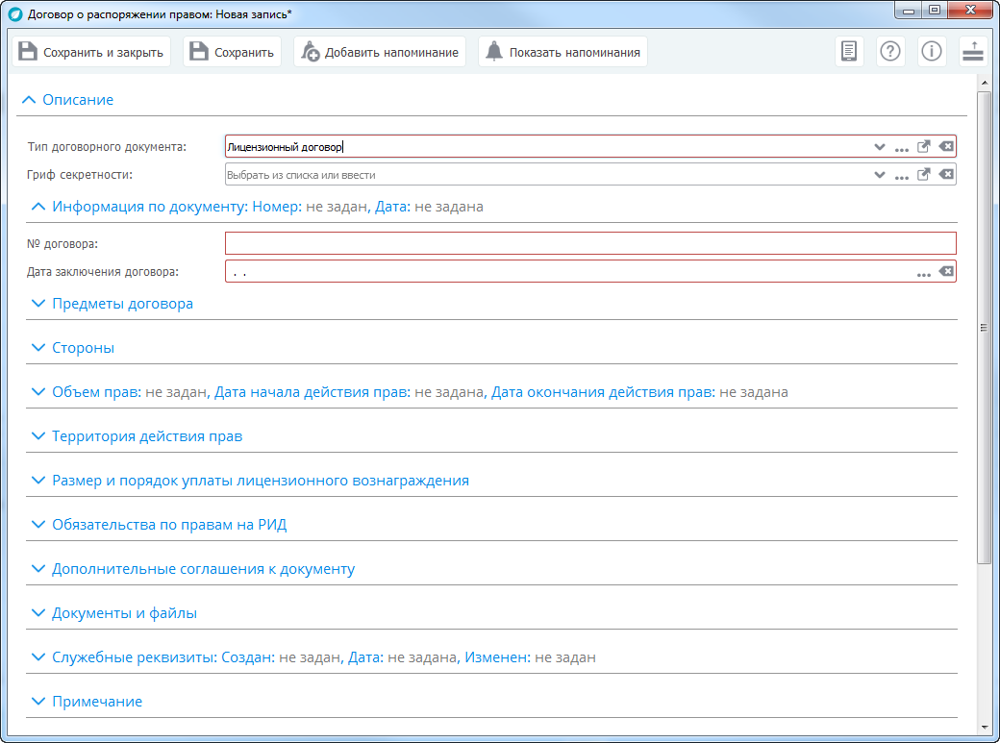 Договор о распоряжении правом: Новая запись*
Сохранить и закрыть Сохранить Добавить напоминание Показать напоминания
Описание
Тип договорного документа: Лицензионный договор
Гриф секретности: Выбрать из списка или ввести
Информация по документу: Номер: не задан, Дата: не задана
№ договора:
Дата заключения договора: . .
Предметы договора
Стороны
Объем прав: не задан, Дата начала действия прав: не задана, Дата окончания действия прав: не задана
Территория действия прав
Размер и порядок уплаты лицензионного вознаграждения
Обязательства по правам на РИД
Дополнительные соглашения к документу
Документы и файлы
Служебные реквизиты: Создан: не задан, Дата: не задана, Изменен: не задан
Примечание